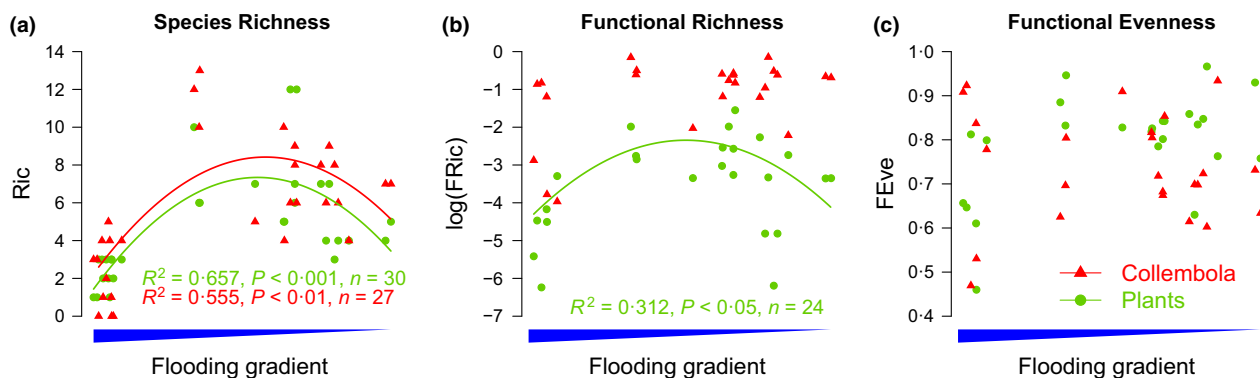 (a) Species Richness
Ric
14
12
10
8
6
4
2
0
R² = 0·657, P < 0·001, n = 30
R² = 0·555, P < 0·01, n = 27
Flooding gradient
(b) Functional Richness
log(FRic)
0
−1
−2
−3
−4
−5
−6
−7
R² = 0·312, P < 0·05, n = 24
Flooding gradient
(c) Functional Evenness
FEve
1·0
0·9
0·8
0·7
0·6
0·5
0·4
Collembola
Plants
Flooding gradient